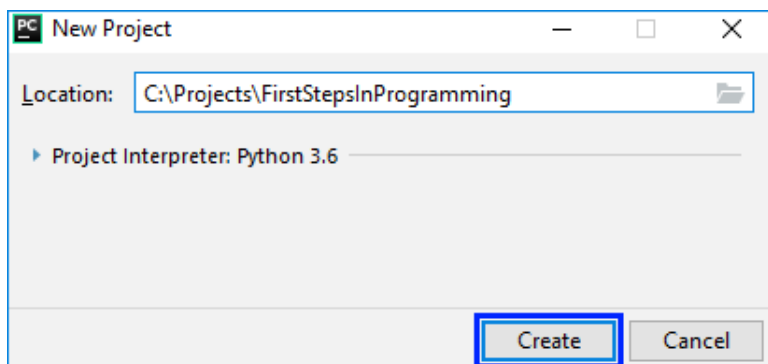 PC New Project
Location: C:\Projects\FirstStepsInProgramming
Project Interpreter: Python 3.6
Create Cancel